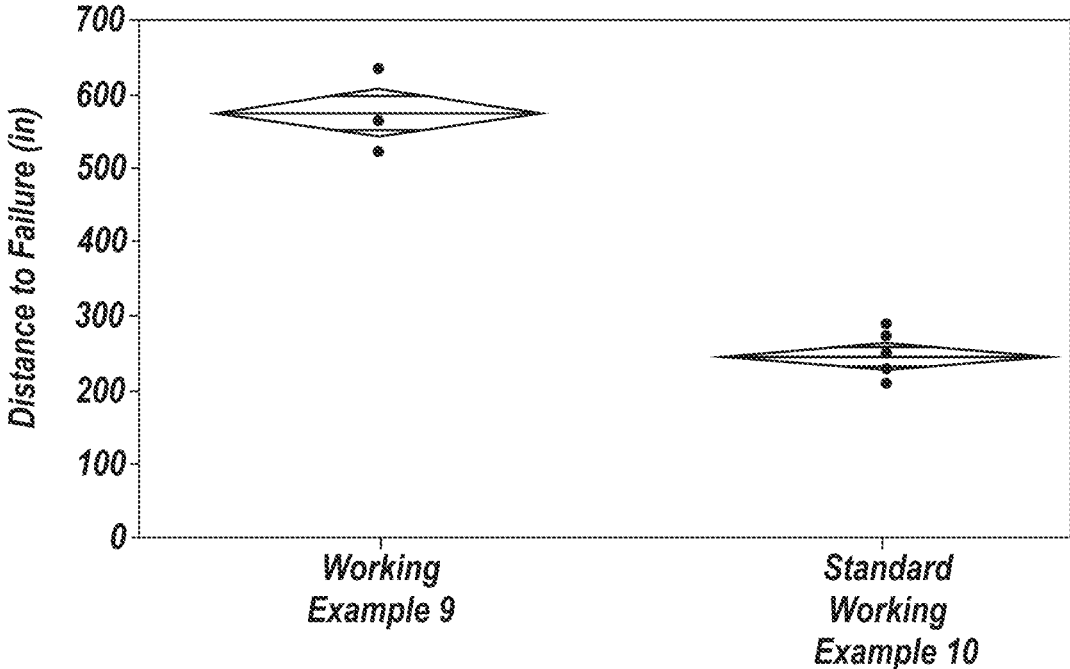 Distance to Failure (in)
700
600
500
400
300
200
100
0
Working
Example 9
Standard
Working
Example 10